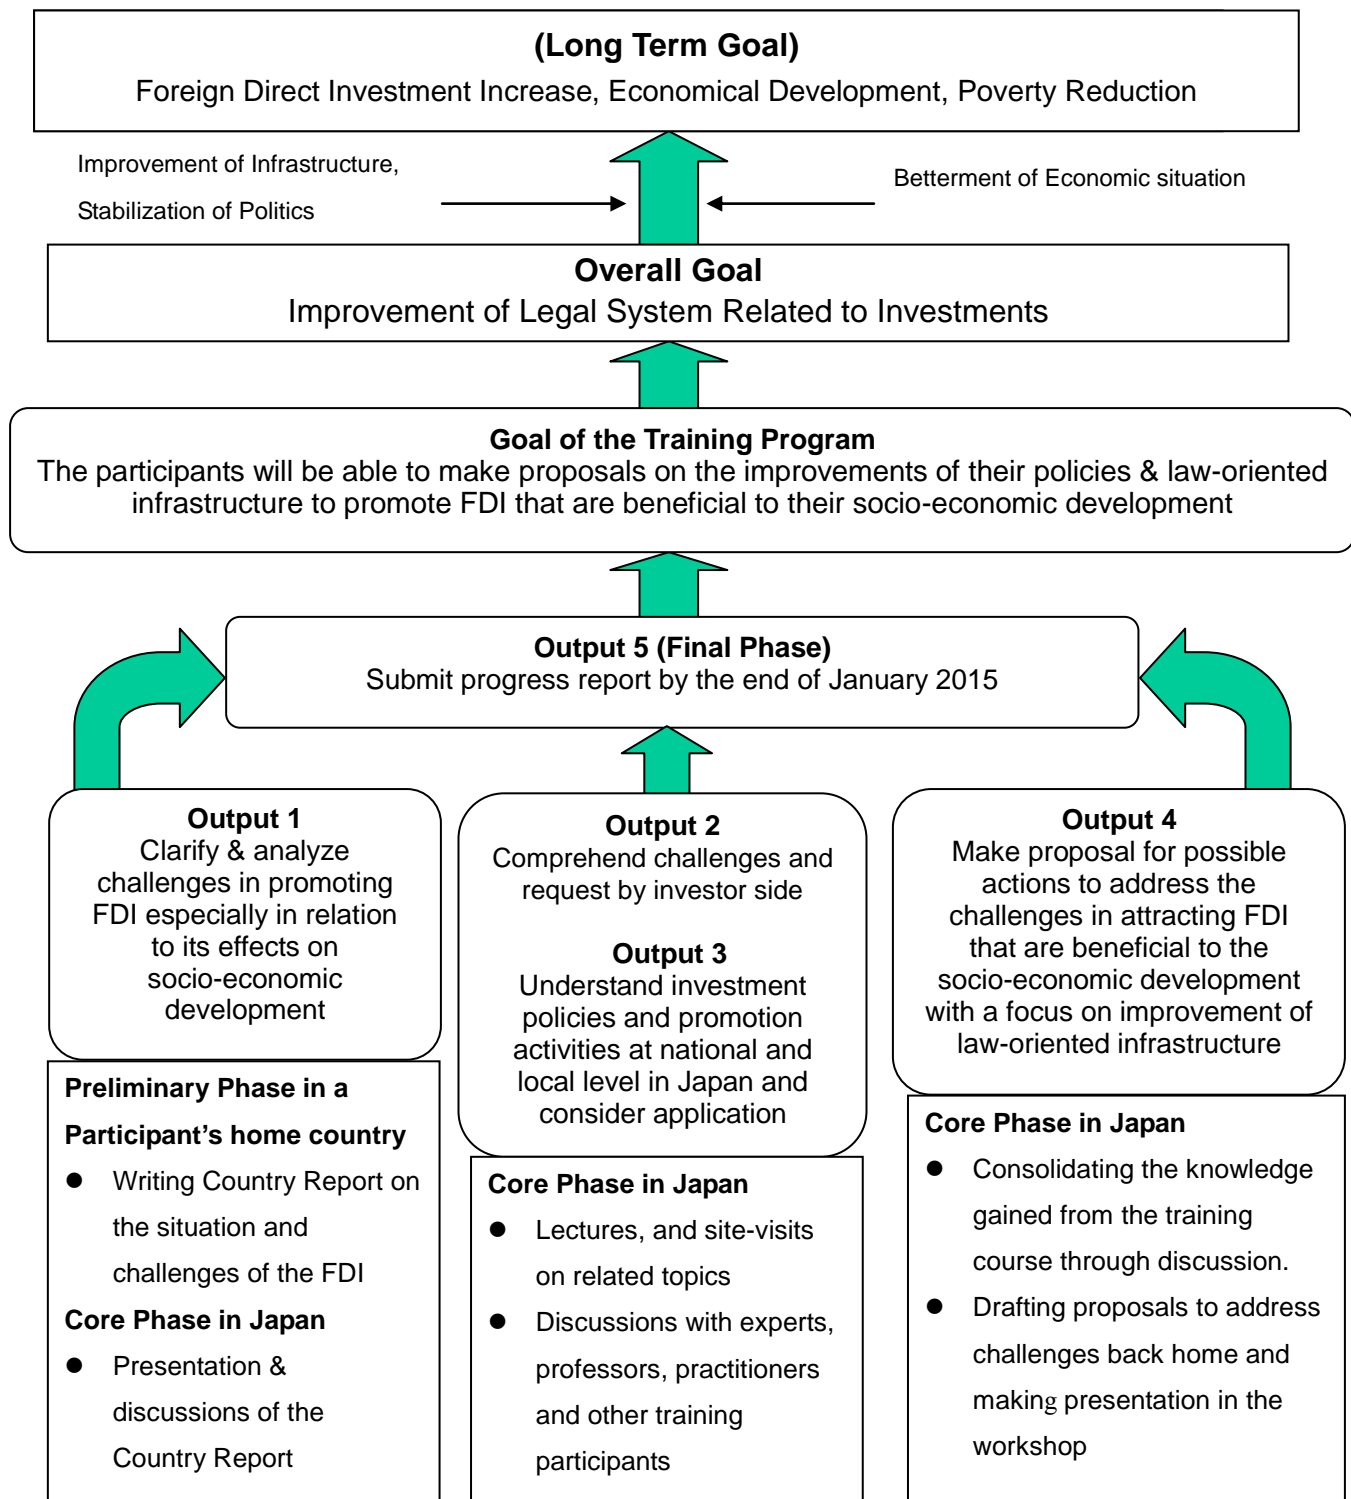 (Long Term Goal)
Foreign Direct Investment Increase, Economical Development, Poverty Reduction
Improvement of Infrastructure,
Stabilization of Politics
Betterment of Economic situation
Overall Goal
Improvement of Legal System Related to Investments
Goal of the Training Program
The participants will be able to make proposals on the improvements of their policies & law-oriented
infrastructure to promote FDI that are beneficial to their socio-economic development
Output 5 (Final Phase)
Submit progress report by the end of January 2015
Output 1
Clarify & analyze
challenges in promoting
FDI especially in relation
to its effects on
socio-economic
development
Preliminary Phase in a
Participant's home country
● Writing Country Report on
the situation and
challenges of the FDI
Core Phase in Japan
● Presentation &
discussions of the
Country Report
Output 2
Comprehend challenges and
request by investor side
Output 3
Understand investment
policies and promotion
activities at national and
local level in Japan and
consider application
Core Phase in Japan
● Lectures, and site-visits
on related topics
● Discussions with experts,
professors, practitioners
and other training
participants
Output 4
Make proposal for possible
actions to address the
challenges in attracting FDI
that are beneficial to the
socio-economic development
with a focus on improvement of
law-oriented infrastructure
Core Phase in Japan
● Consolidating the knowledge
gained from the training
course through discussion.
● Drafting proposals to address
challenges back home and
making presentation in the
workshop